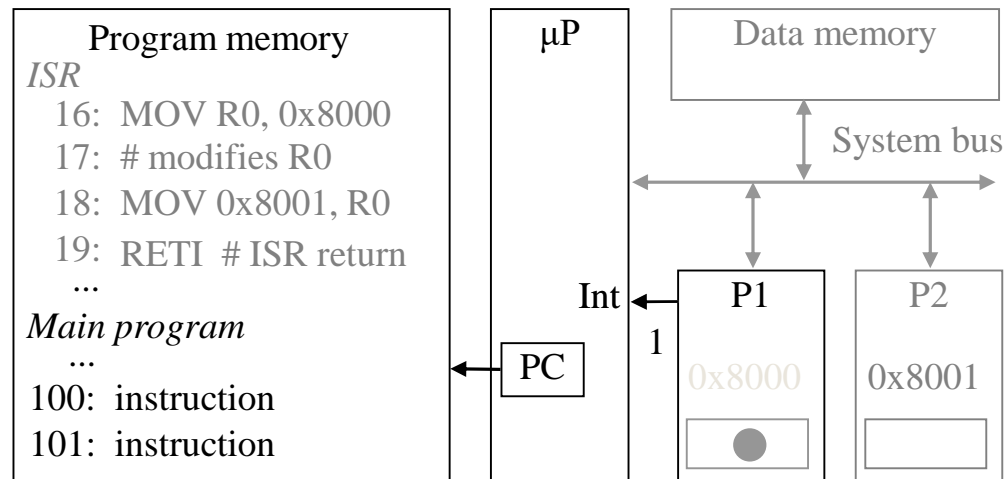 Program memory
ISR
16: MOV R0, 0x8000
17: # modifies R0
18: MOV 0x8001, R0
19: RETI # ISR return
...
Main program
...
100: instruction
101: instruction
μP
Int
PC
Data memory
System bus
1
P1
0x8000
P2
0x8001